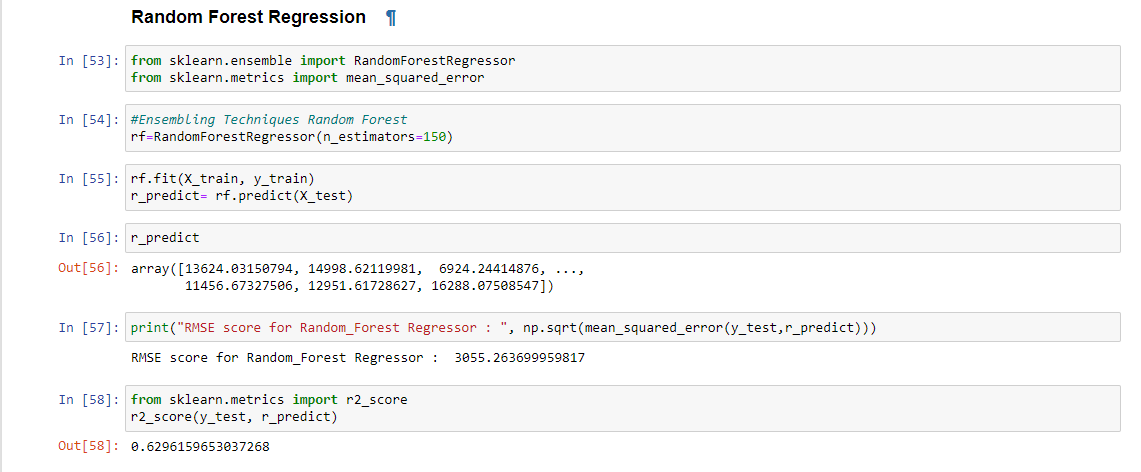 Random Forest Regression ¶
In [53]: from sklearn.ensemble import RandomForestRegressor
from sklearn.metrics import mean_squared_error
In [54]: #Ensembling Techniques Random Forest
rf=RandomForestRegressor(n_estimators=150)
In [55]: rf.fit(X_train, y_train)
r_predict= rf.predict(X_test)
In [56]: r_predict
Out[56]: array([13624.03150794, 14998.62119981,  6924.24414876, ...,
11456.67327506, 12951.61728627, 16288.07508547])
In [57]: print("RMSE score for Random_Forest Regressor : ", np.sqrt(mean_squared_error(y_test,r_predict)))
RMSE score for Random_Forest Regressor :  3055.263699959817
In [58]: from sklearn.metrics import r2_score
r2_score(y_test, r_predict)
Out[58]: 0.6296159653037268